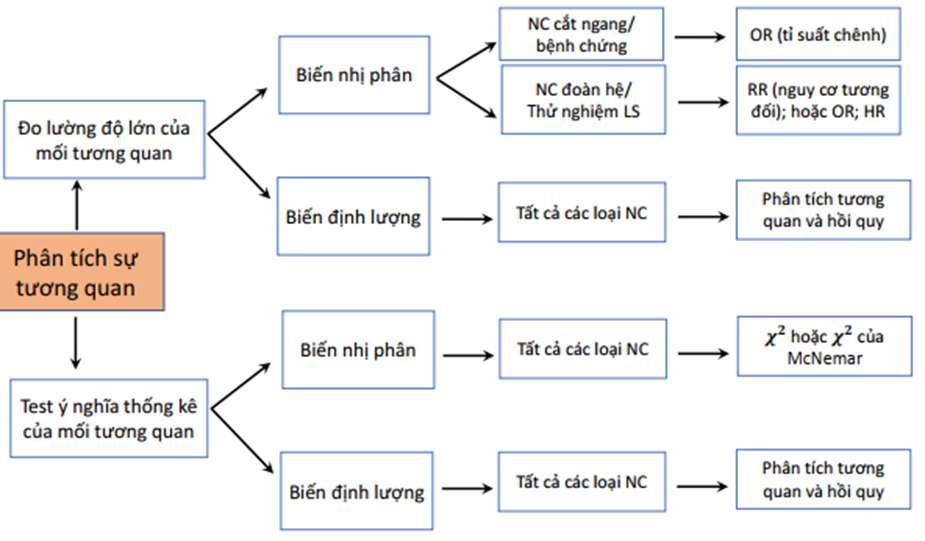 NC cắt ngang/
bệnh chứng
OR (tỉ suất chênh)
Biến nhị phân
NC đoàn hệ/
Thử nghiệm LS
RR (nguy cơ tương
đối); hoặc OR; HR
Đo lường độ lớn của
mối tương quan
Biến định lượng
Tất cả các loại NC
Phân tích tương
quan và hồi quy
Phân tích sự
tương quan
Biến nhị phân
Tất cả các loại NC
χ² hoặc χ² của
McNemar
Test ý nghĩa thống kê
của mối tương quan
Biến định lượng
Tất cả các loại NC
Phân tích tương
quan và hồi quy